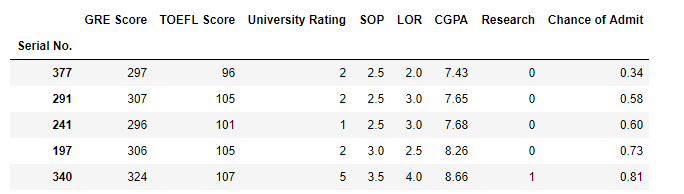 GRE Score TOEFL Score University Rating SOP LOR CGPA Research Chance of Admit
Serial No.
377 297 96 2 2.5 2.0 7.43 0 0.34
291 307 105 2 2.5 3.0 7.65 0 0.58
241 296 101 1 2.5 3.0 7.68 0 0.60
197 306 105 2 3.0 2.5 8.26 0 0.73
340 324 107 5 3.5 4.0 8.66 1 0.81